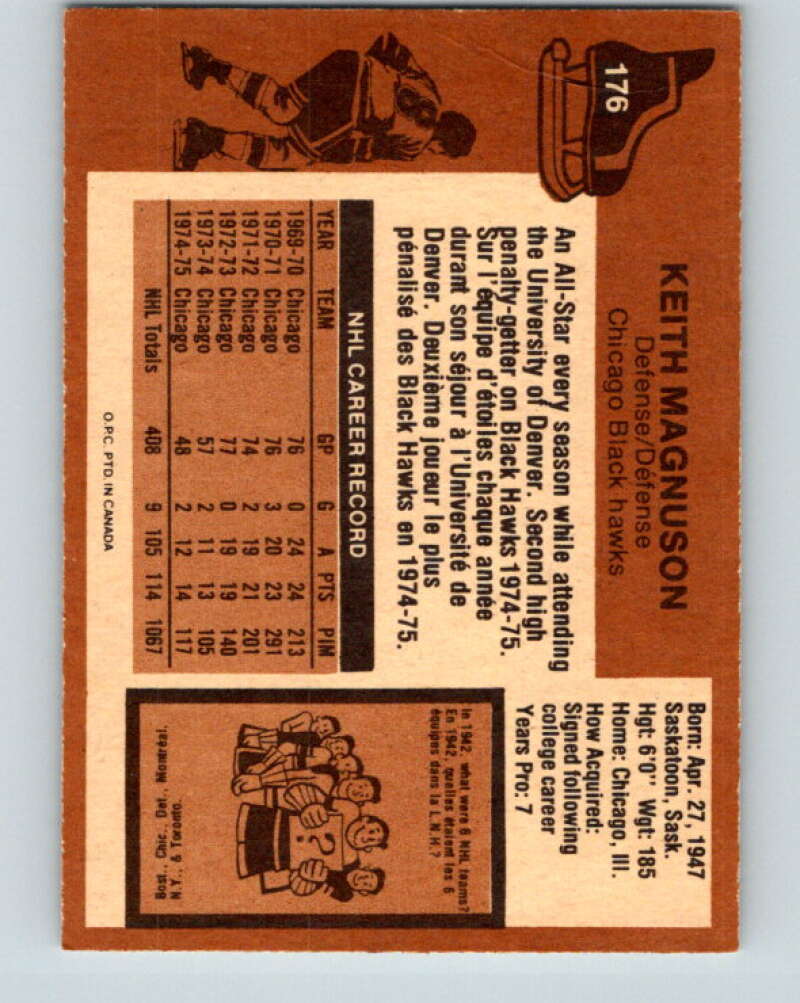 176
KEITH MAGNUSON
Defense/Défense
Chicago Black hawks
Born: Apr. 27, 1947
Saskatoon, Sask.
Hgt: 6'0" Wgt: 185
Home: Chicago, Ill.
How Acquired:
Signed following
college career
Years Pro: 7
An All-Star every season while attending
the University of Denver. Second high
penalty-getter on Black Hawks 1974-75.
Sur l'équipe d'étoiles chaque année
durant son séjour à l'Université de
Denver. Deuxième joueur le plus
pénalisé des Black Hawks en 1974-75.
NHL CAREER RECORD
YEAR TEAM GP G A PTS PIM
1969-70 Chicago 76 0 24 24 213
1970-71 Chicago 76 3 20 23 291
1971-72 Chicago 74 2 19 21 201
1972-73 Chicago 77 0 19 19 140
1973-74 Chicago 57 2 11 13 105
1974-75 Chicago 48 2 12 14 117
NHL Totals 408 9 105 114 1067
In 1942, what were 6 NHL teams?
En 1942, quelles étaient les 6
équipes dans la L.N.H.?
?
Bost., Chic., Det., Montréal,
N.Y., & Toronto.
O.P.C. PTD. IN CANADA
8